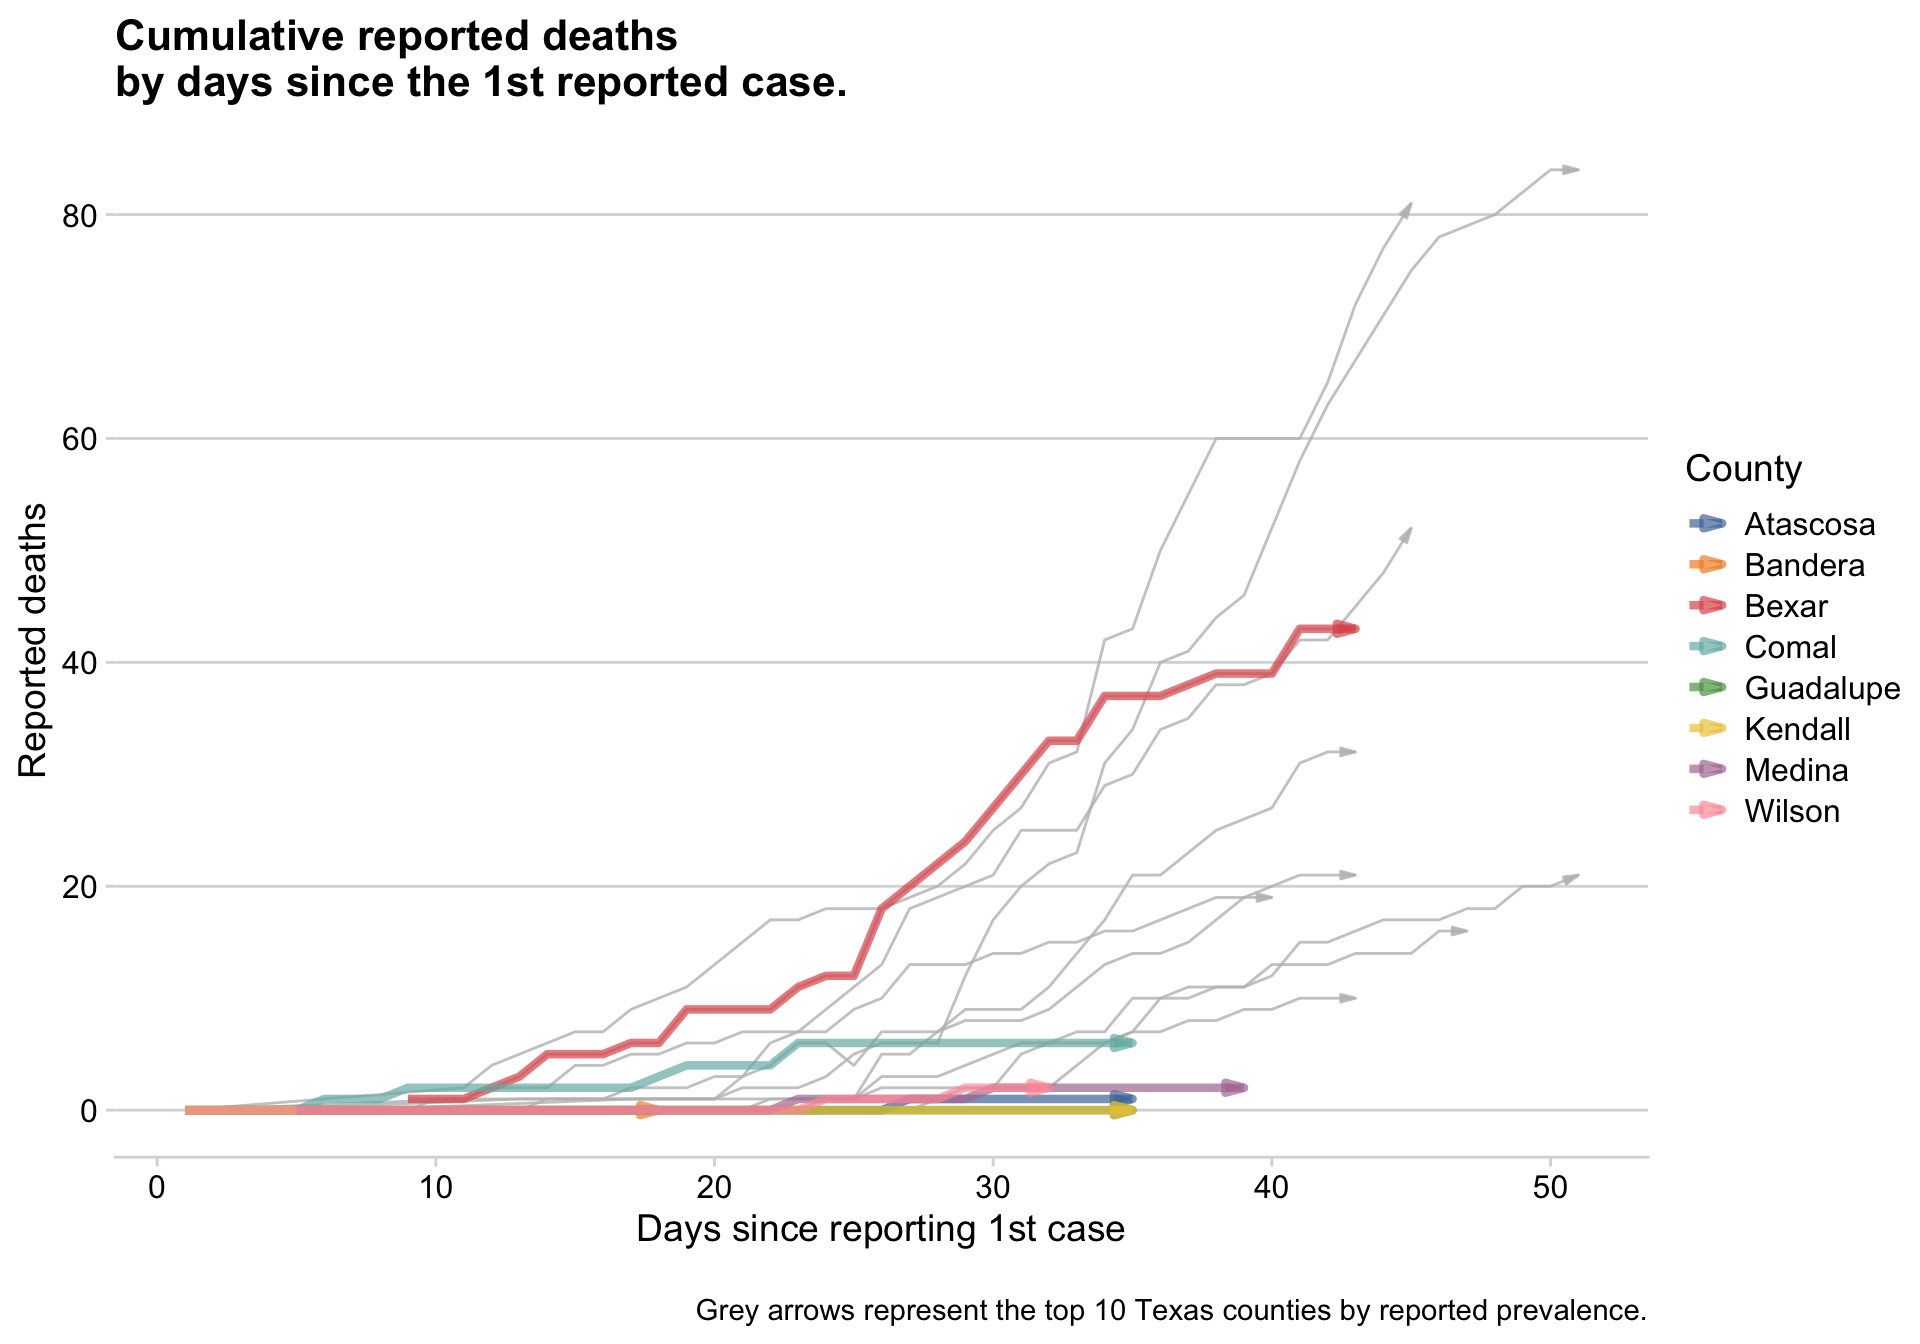 Cumulative reported deaths
by days since the 1st reported case.
80
60
40
20
0
Reported deaths
0 10 20 30 40 50
Days since reporting 1st case
County
Atascosa
Bandera
Bexar
Comal
Guadalupe
Kendall
Medina
Wilson
Grey arrows represent the top 10 Texas counties by reported prevalence.